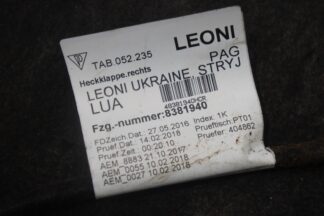 LEONI
TAB.052.235
PAG
Heckklappe.rechts
LEONI UKRAINE STRYJ
LUA
483819940HCR
Fzg.-nummer:8381940
FDZeich.Dat.: 27.05.2016 Index 1K
Pruef.Dat.: 14.02.2018 Prueftisch:PT01
Pruef.Zeit.: 00:20:10 Pruefer 404862
AEM_8883 21.10.2017
AEM_0055 10.02.2018
AEM_0027 10.02.2018